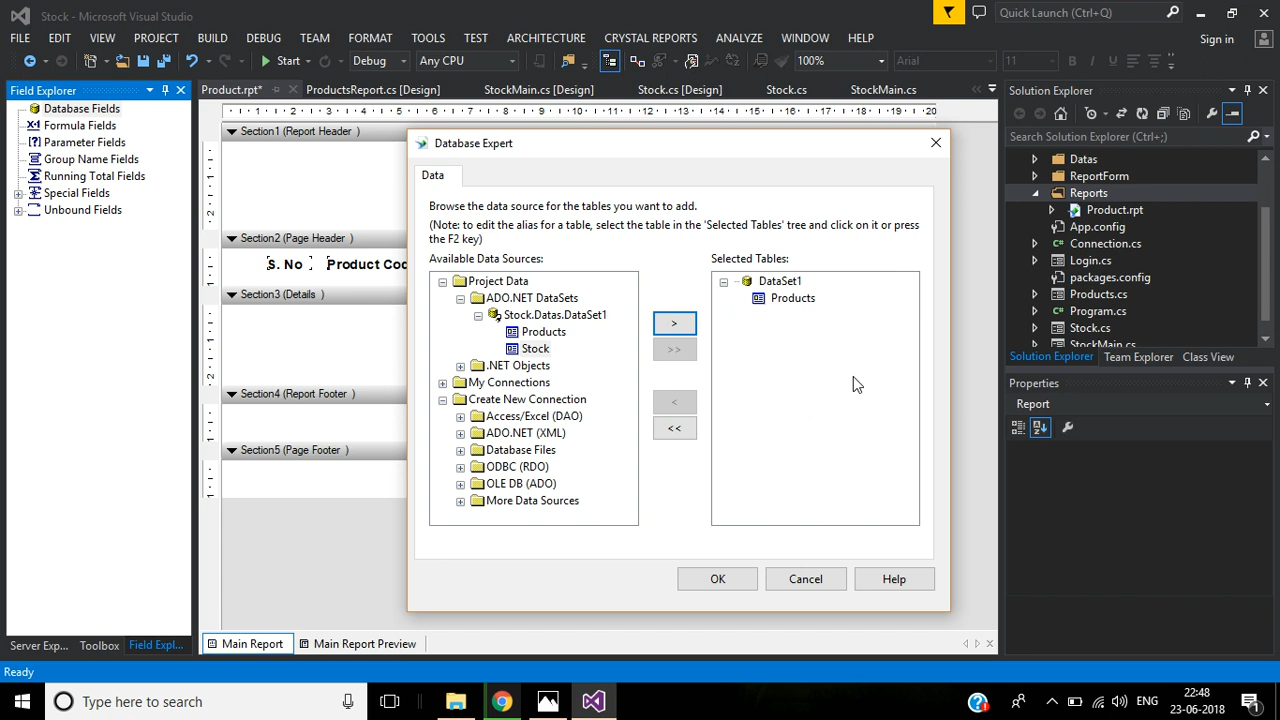 Stock - Microsoft Visual Studio
Quick Launch (Ctrl+Q)
FILE EDIT VIEW PROJECT BUILD DEBUG TEAM FORMAT TOOLS TEST ARCHITECTURE CRYSTAL REPORTS ANALYZE WINDOW HELP
Sign in
Start Debug Any CPU 100% Arial 11
Field Explorer
Database Fields
Formula Fields
Parameter Fields
Group Name Fields
Running Total Fields
Special Fields
Unbound Fields
Server Exp... Toolbox Field Expl...
Product.rpt* ProductsReport.cs [Design] StockMain.cs [Design] Stock.cs [Design] Stock.cs StockMain.cs
Section1 (Report Header )
Section2 (Page Header )
S. No Product Cod
Section3 (Details )
Section4 (Report Footer )
Section5 (Page Footer )
Main Report Main Report Preview
Database Expert
Data
Browse the data source for the tables you want to add.
(Note: to edit the alias for a table, select the table in the 'Selected Tables' tree and click on it or press
the F2 key)
Available Data Sources:
Project Data
ADO.NET DataSets
Stock.Datas.DataSet1
Products
Stock
.NET Objects
My Connections
Create New Connection
Access/Excel (DAO)
ADO.NET (XML)
Database Files
ODBC (RDO)
OLE DB (ADO)
More Data Sources
>
>>
<
<<
Selected Tables:
DataSet1
Products
OK Cancel Help
Solution Explorer
Search Solution Explorer (Ctrl+;)
Datas
ReportForm
Reports
Product.rpt
App.config
Connection.cs
Login.cs
packages.config
Products.cs
Program.cs
Stock.cs
StockMain.cs
Solution Explorer Team Explorer Class View
Properties
Report
Ready
Type here to search
ENG
22:48
23-06-2018